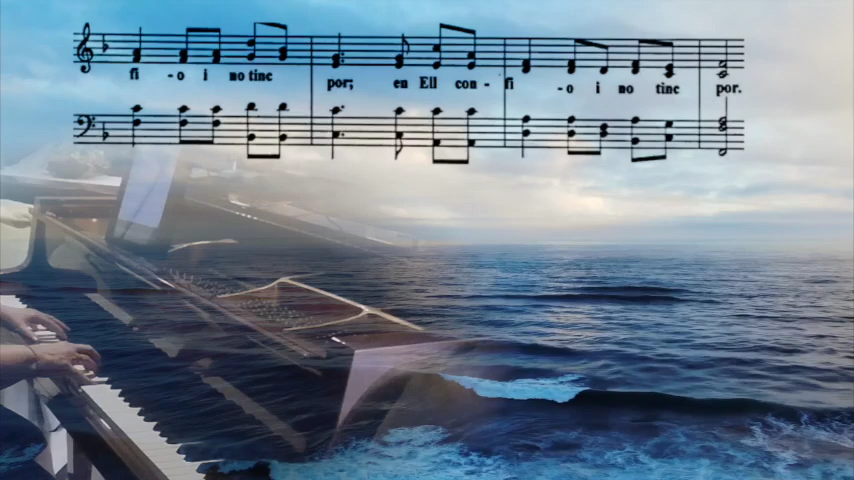 fi - o i no tinc por; en Ell con - fi - o i no tinc por.